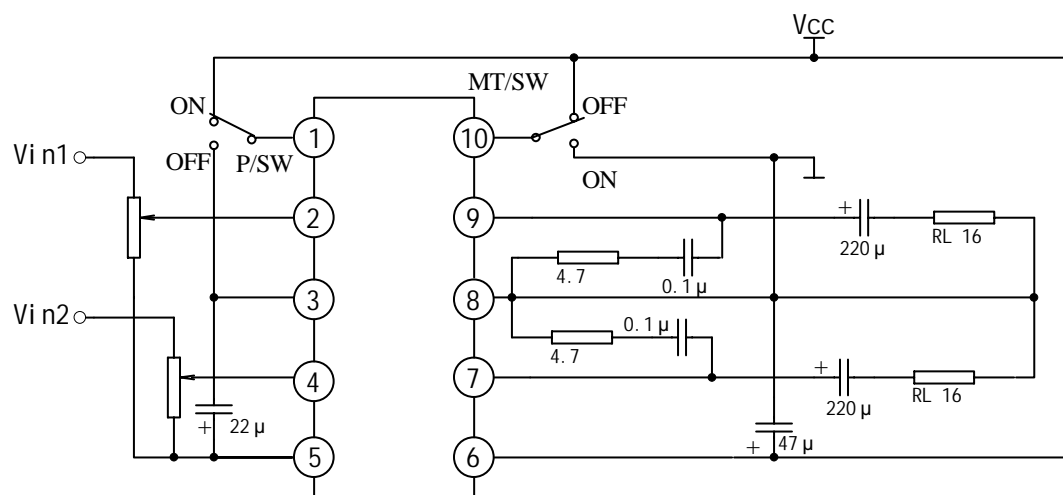 Vcc
MT/SW
ON
OFF
1
10
Vin1
OFF
P/SW
ON
2
9
+
220μ
RL 16
4.7
0.1μ
3
8
Vin2
0.1μ
4.7
4
7
+
220μ
RL 16
+
22μ
5
6
+
47μ